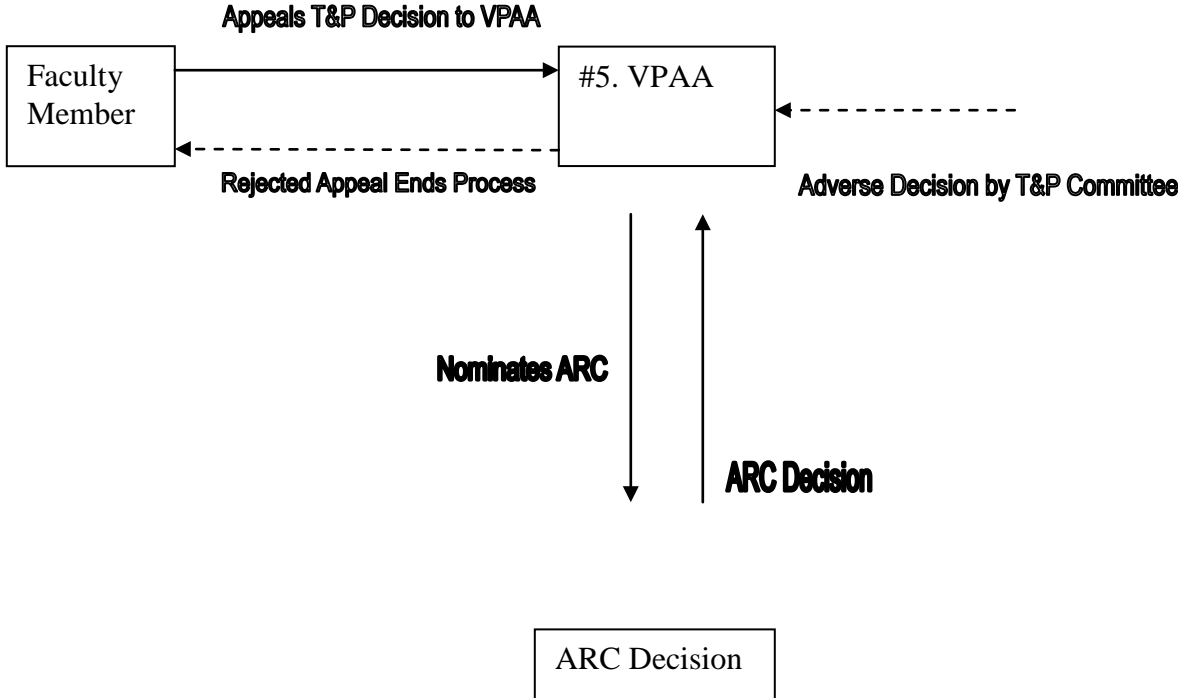 Appeals T&P Decision to VPAA
Faculty
Member
#5. VPAA
Rejected Appeal Ends Process
Adverse Decision by T&P Committee
Nominates ARC
ARC Decision
ARC Decision